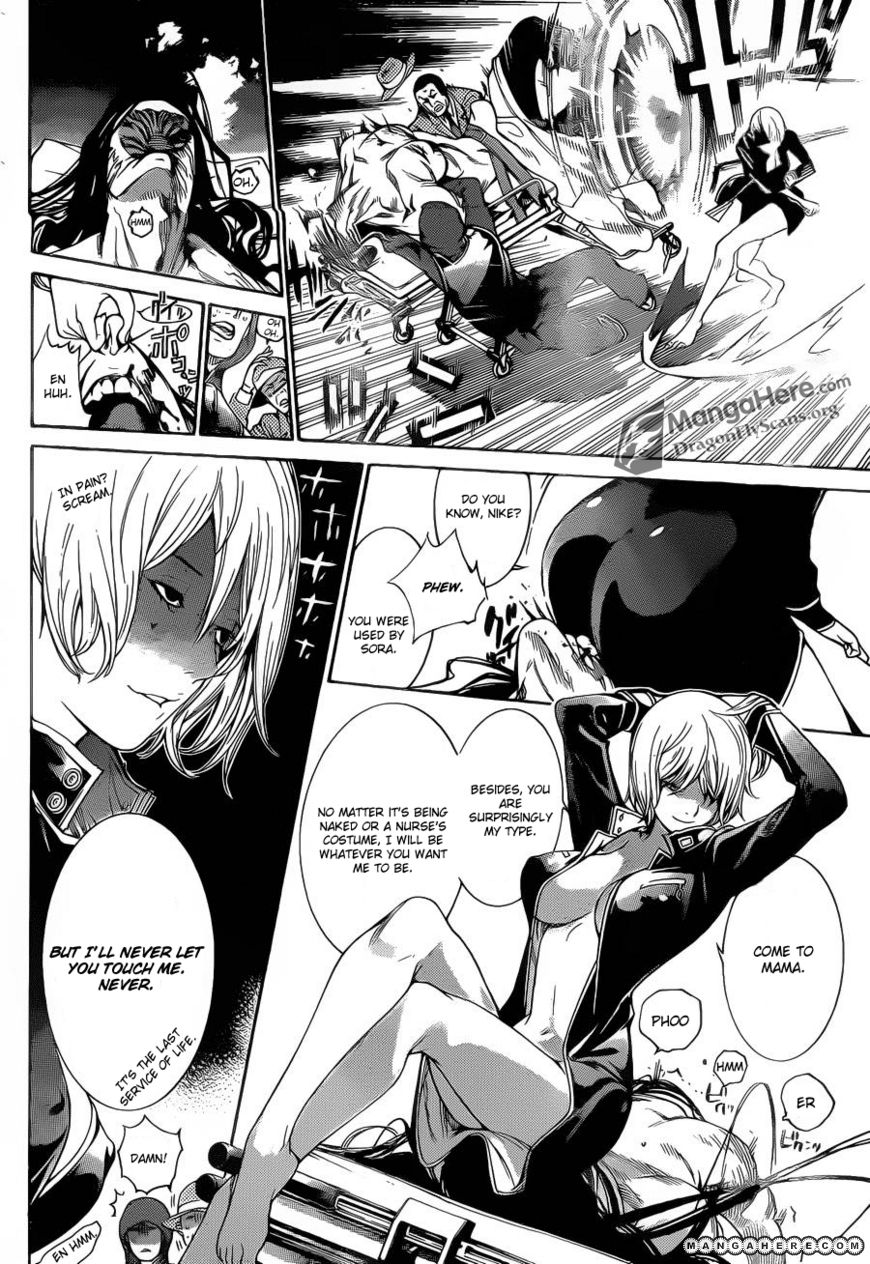 OH.
HMM
EN
HUH.
OH
OH.
MangaHere.com
DragonFlyScans.org
IN PAIN?
SCREAM.
DO YOU
KNOW, NIKE?
PHEW.
YOU WERE
USED BY
SORA.
BESIDES, YOU
ARE
SURPRISINGLY
MY TYPE.
NO MATTER IT'S BEING
NAKED OR A NURSE'S
COSTUME, I WILL BE
WHATEVER YOU WANT
ME TO BE.
COME TO
MAMA.
BUT I'LL NEVER LET
YOU TOUCH ME.
NEVER.
IT'S THE LAST
SERVICE OF LIFE.
PHOO
HMM
ER
DAMN!
EN HMM.
MANGAHERE.COM